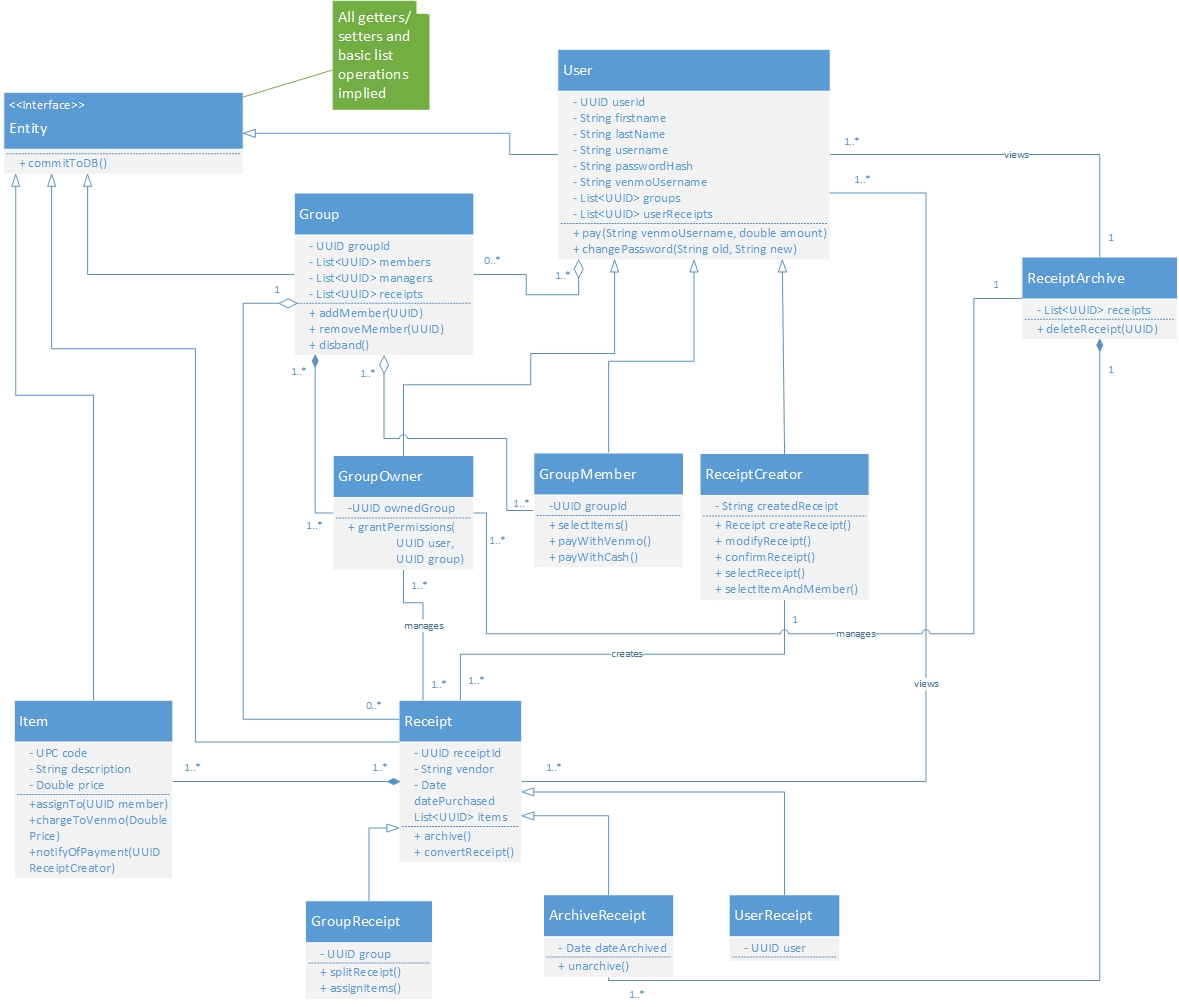 All getters/
setters and
basic list
operations
implied
<<Interface>>
Entity
+ commitToDB()
User
- UUID userId
- String firstname
- String lastName
- String username
- String passwordHash
- String venmoUsername
- List<UUID> groups
- List<UUID> userReceipts
+ pay(String venmoUsername, double amount)
+ changePassword(String old, String new)
1..*
views
1..*
1
Group
- UUID groupId
- List<UUID> members
- List<UUID> managers
- List<UUID> receipts
+ addMember(UUID)
+ removeMember(UUID)
+ disband()
0..*
1..*
1
1..*
1..*
ReceiptArchive
- List<UUID> receipts
+ deleteReceipt(UUID)
1
1
GroupOwner
-UUID ownedGroup
+ grantPermissions(
UUID user,
UUID group)
1..*
1..*
1..*
manages
1..*
GroupMember
-UUID groupId
+ selectItems()
+ payWithVenmo()
+ payWithCash()
1..*
ReceiptCreator
- String createdReceipt
+ Receipt createReceipt()
+ modifyReceipt()
+ confirmReceipt()
+ selectReceipt()
+ selectItemAndMember()
1
manages
creates
1..*
views
0..*
Item
- UPC code
- String description
- Double price
+assignTo(UUID member)
+chargeToVenmo(Double
Price)
+notifyOfPayment(UUID
ReceiptCreator)
1..*
1..*
Receipt
- UUID receiptId
- String vendor
- Date
datePurchased
List<UUID> items
+ archive()
+ convertReceipt()
1..*
GroupReceipt
- UUID group
+ splitReceipt()
+ assignItems()
ArchiveReceipt
- Date dateArchived
+ unarchive()
1..*
UserReceipt
- UUID user